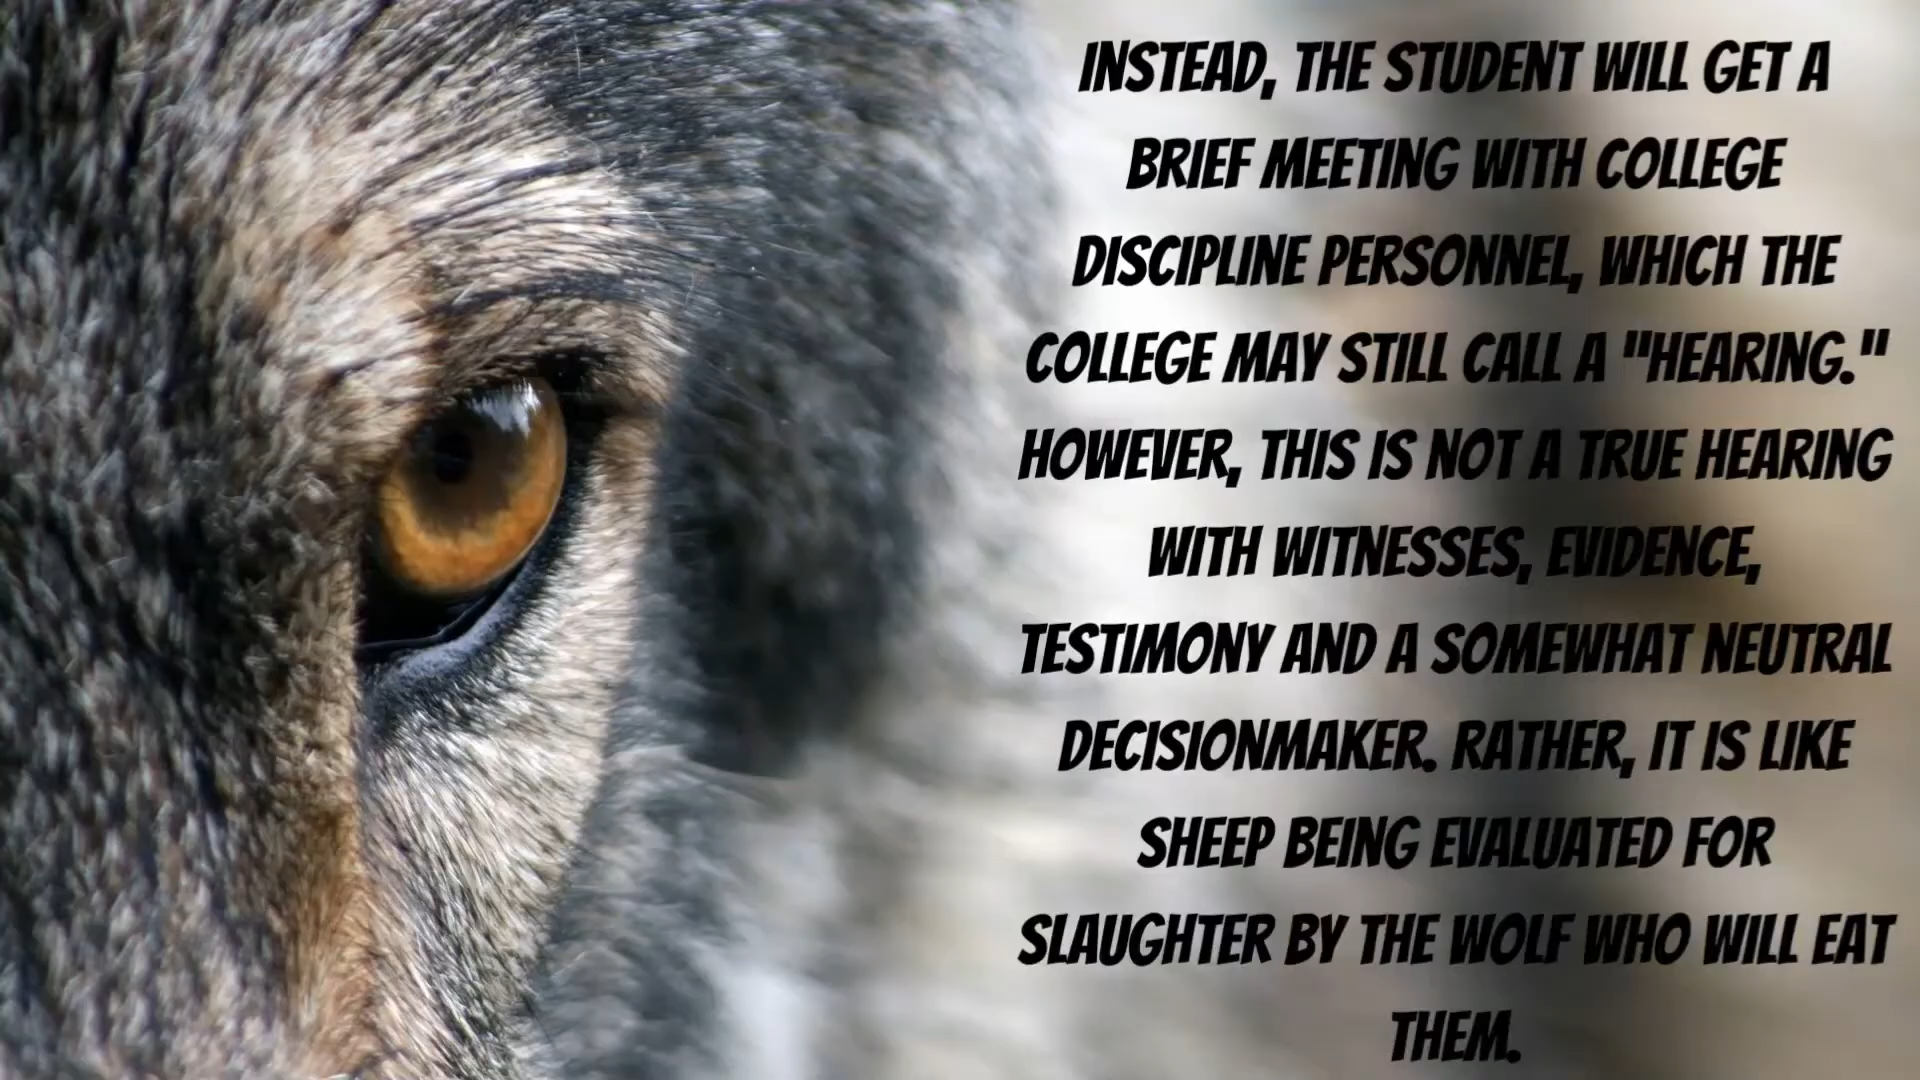 INSTEAD, THE STUDENT WILL GET A
BRIEF MEETING WITH COLLEGE
DISCIPLINE PERSONNEL, WHICH THE
COLLEGE MAY STILL CALL A "HEARING."
HOWEVER, THIS IS NOT A TRUE HEARING
WITH WITNESSES, EVIDENCE,
TESTIMONY AND A SOMEWHAT NEUTRAL
DECISIONMAKER. RATHER, IT IS LIKE
SHEEP BEING EVALUATED FOR
SLAUGHTER BY THE WOLF WHO WILL EAT
THEM.